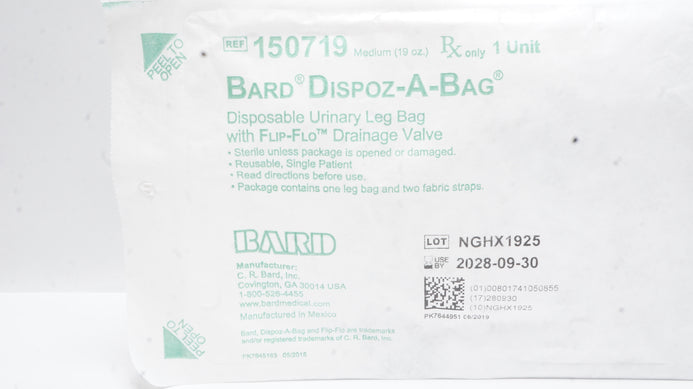 PEEL TO OPEN
REF 150719 Medium (19 oz.) Rx only 1 Unit
BARD® DISPOZ-A-BAG®
Disposable Urinary Leg Bag
with FLIP-FLO™ Drainage Valve
• Sterile unless package is opened or damaged.
• Reusable, Single Patient
• Read directions before use.
• Package contains one leg bag and two fabric straps.
BARD
Manufacturer:
C. R. Bard, Inc.
Covington, GA 30014 USA
1-800-526-4455
www.bardmedical.com
Manufactured in Mexico
Bard, Dispoz-A-Bag and Flip-Flo are trademarks
and/or registered trademarks of C. R. Bard, Inc.
LOT NGHX1925
USE BY 2028-09-30
(01)00801741050855
(17)280930
(10)NGHX1925
PK7844951 06/2019
PEEL TO OPEN